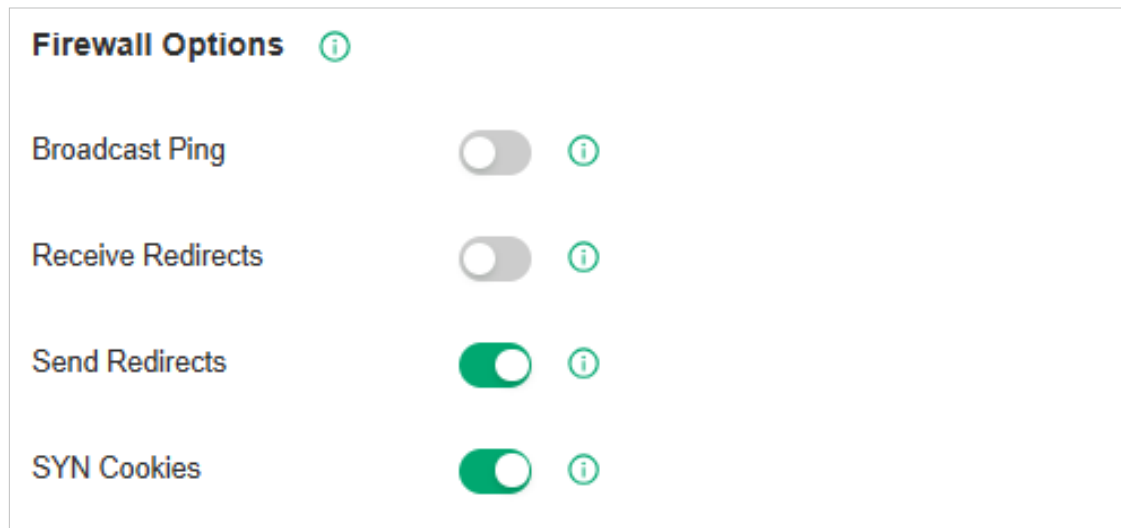 Firewall Options
Broadcast Ping
Receive Redirects
Send Redirects
SYN Cookies